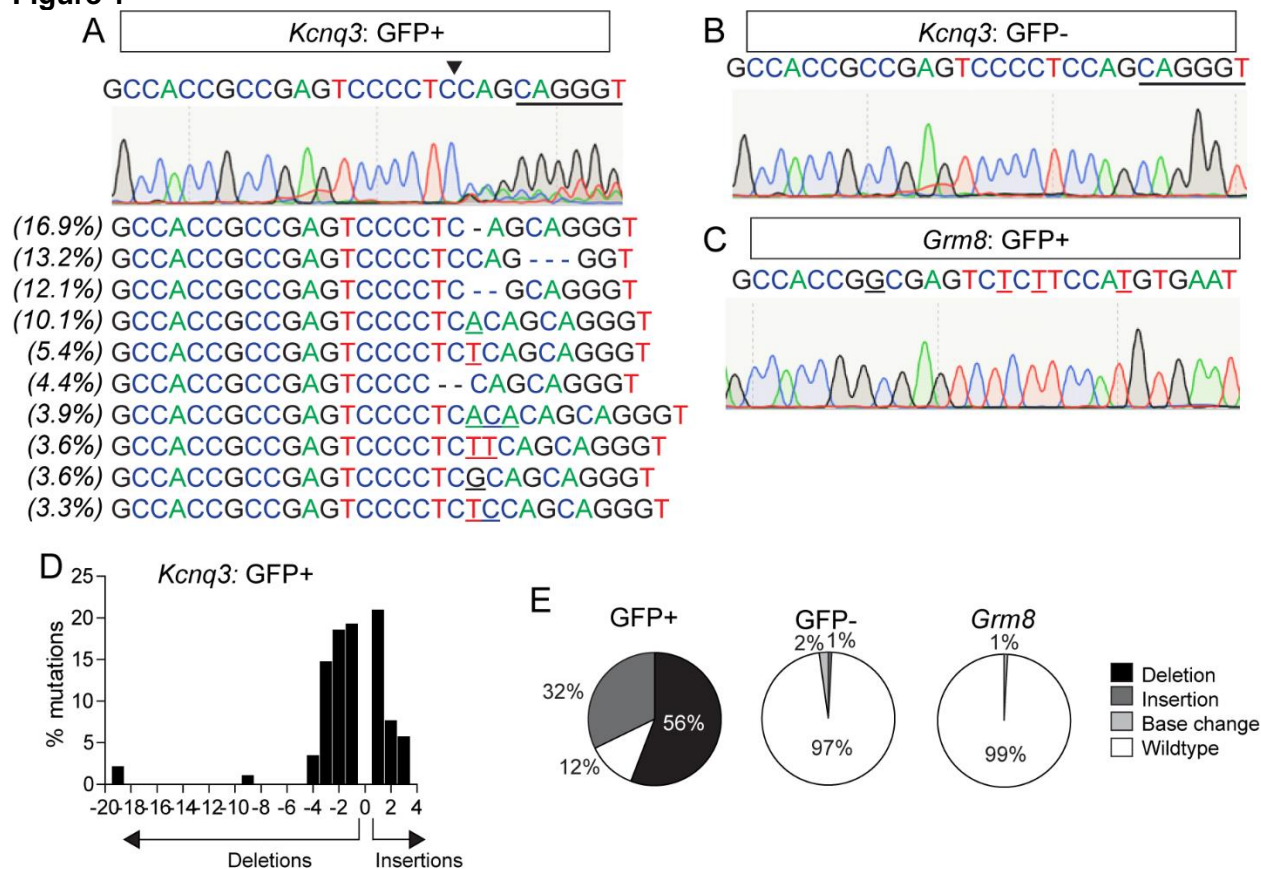 A
Kcnq3: GFP+
GCCACCGCCGAGTCCCCTCCAGCAGGGT
(16.9%) GCCACCGCCGAGTCCCCTC - AGCAGGGT
(13.2%) GCCACCGCCGAGTCCCCTCCAG - - - GGT
(12.1%) GCCACCGCCGAGTCCCCTC - - GCAGGGT
(10.1%) GCCACCGCCGAGTCCCCTCACAGCAGGGT
(5.4%) GCCACCGCCGAGTCCCCTCTCAGCAGGGT
(4.4%) GCCACCGCCGAGTCCCC - - CAGCAGGGT
(3.9%) GCCACCGCCGAGTCCCCTCACACAGCAGGGT
(3.6%) GCCACCGCCGAGTCCCCTCTTCAGCAGGGT
(3.6%) GCCACCGCCGAGTCCCCTCGCAGCAGGGT
(3.3%) GCCACCGCCGAGTCCCCTCTCCAGCAGGGT
B
Kcnq3: GFP-
GCCACCGCCGAGTCCCCTCCAGCAGGGT
C
Grm8: GFP+
GCCACCGGCGAGTCTCTTCCATGTGAAT
D
Kcnq3: GFP+
% mutations
25
20
15
10
5
0
-20 -18 -16 -14 -12 -10 -8 -6 -4 -2 0 2 4
Deletions
Insertions
E
GFP+
32%
56%
12%
GFP-
2% 1%
97%
Grm8
1%
99%
Deletion
Insertion
Base change
Wildtype